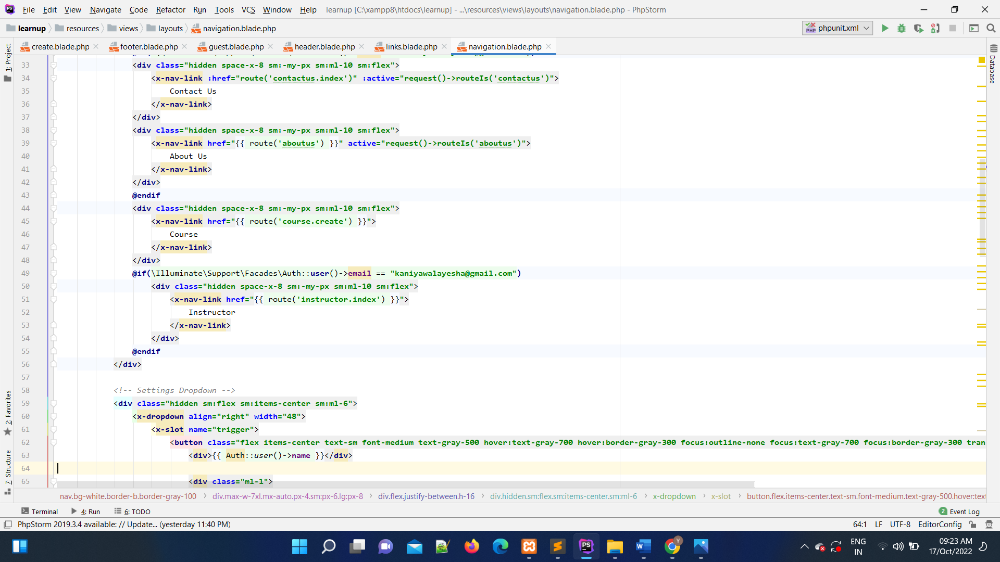 File Edit View Navigate Code Refactor Run Tools VCS Window Help learnup [C:\xampp8\htdocs\learnup] - ...\resources\views\layouts\navigation.blade.php - PhpStorm
learnup resources views layouts navigation.blade.php phpunit.xml
create.blade.php footer.blade.php guest.blade.php header.blade.php links.blade.php navigation.blade.php
1: Project
Database
33 <div class="hidden space-x-8 sm:-my-px sm:ml-10 sm:flex">
34 <x-nav-link :href="route('contactus.index')" :active="request()->routeIs('contactus')">
35 Contact Us
36 </x-nav-link>
37 </div>
38 <div class="hidden space-x-8 sm:-my-px sm:ml-10 sm:flex">
39 <x-nav-link href="{{ route('aboutus') }}" active="request()->routeIs('aboutus')">
40 About Us
41 </x-nav-link>
42 </div>
43 @endif
44 <div class="hidden space-x-8 sm:-my-px sm:ml-10 sm:flex">
45 <x-nav-link href="{{ route('course.create') }}">
46 Course
47 </x-nav-link>
48 </div>
49 @if(\Illuminate\Support\Facades\Auth::user()->email == "kaniyawalayesha@gmail.com")
50 <div class="hidden space-x-8 sm:-my-px sm:ml-10 sm:flex">
51 <x-nav-link href="{{ route('instructor.index') }}">
52 Instructor
53 </x-nav-link>
54 </div>
55 @endif
56 </div>
57
58 <!-- Settings Dropdown -->
59 <div class="hidden sm:flex sm:items-center sm:ml-6">
60 <x-dropdown align="right" width="48">
61 <x-slot name="trigger">
62 <button class="flex items-center text-sm font-medium text-gray-500 hover:text-gray-700 hover:border-gray-300 focus:outline-none focus:text-gray-700 focus:border-gray-300 tran
63 <div>{{ Auth::user()->name }}</div>
64
65 <div class="ml-1">
2: Favorites
7: Structure
nav.bg-white.border-b.border-gray-100 div.max-w-7xl.mx-auto.px-4.sm:px-6.lg:px-8 div.flex.justify-between.h-16 div.hidden.sm:flex.sm:items-center.sm:ml-6 x-dropdown x-slot button.flex.items-center.text-sm.font-medium.text-gray-500.hover:text
Terminal 4: Run 6: TODO 2 Event Log
PhpStorm 2019.3.4 available: // Update... (yesterday 11:40 PM) 64:1 LF UTF-8 EditorConfig
ENG
IN
09:23 AM
17/Oct/2022